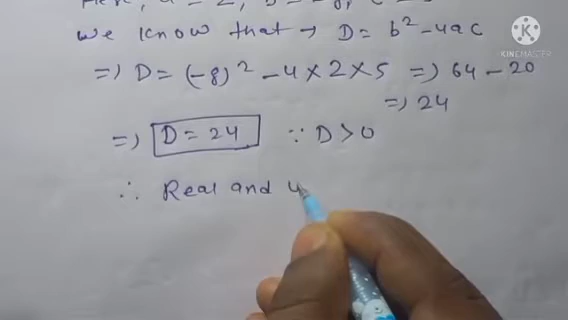 We know that → D = b² - 4ac
=) D = (-8)² - 4 × 2 × 5 =) 64 - 20
=) 24
=) D = 24 ∵ D > 0
∴ Real and u
K
KINEMASTER